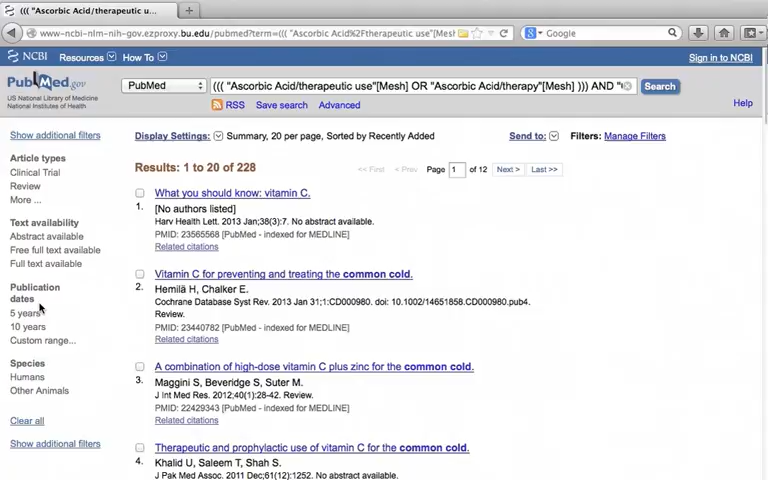 ((( "Ascorbic Acid/therapeutic u...
www-ncbi-nlm-nih-gov.ezproxy.bu.edu/pubmed?term=((( "Ascorbic Acid%2Ftherapeutic use"[Mesh
Google
NCBI Resources How To Sign in to NCBI
PubMed.gov
US National Library of Medicine
National Institutes of Health
PubMed
((( "Ascorbic Acid/therapeutic use"[Mesh] OR "Ascorbic Acid/therapy"[Mesh] ))) AND
Search
RSS Save search Advanced
Help
Show additional filters
Article types
Clinical Trial
Review
More ...
Text availability
Abstract available
Free full text available
Full text available
Publication
dates
5 years
10 years
Custom range...
Species
Humans
Other Animals
Clear all
Show additional filters
Display Settings: Summary, 20 per page, Sorted by Recently Added
Send to: Filters: Manage Filters
Results: 1 to 20 of 228
<< First < Prev Page 1 of 12 Next > Last >>
What you should know: vitamin C.
1. [No authors listed]
Harv Health Lett. 2013 Jan;38(3):7. No abstract available.
PMID: 23565568 [PubMed - indexed for MEDLINE]
Related citations
Vitamin C for preventing and treating the common cold.
2. Hemilä H, Chalker E.
Cochrane Database Syst Rev. 2013 Jan 31;1:CD000980. doi: 10.1002/14651858.CD000980.pub4.
Review.
PMID: 23440782 [PubMed - indexed for MEDLINE]
Related citations
A combination of high-dose vitamin C plus zinc for the common cold.
3. Maggini S, Beveridge S, Suter M.
J Int Med Res. 2012;40(1):28-42. Review.
PMID: 22429343 [PubMed - indexed for MEDLINE]
Related citations
Therapeutic and prophylactic use of vitamin C for the common cold.
4. Khalid U, Saleem T, Shah S.
J Pak Med Assoc. 2011 Dec;61(12):1252. No abstract available.